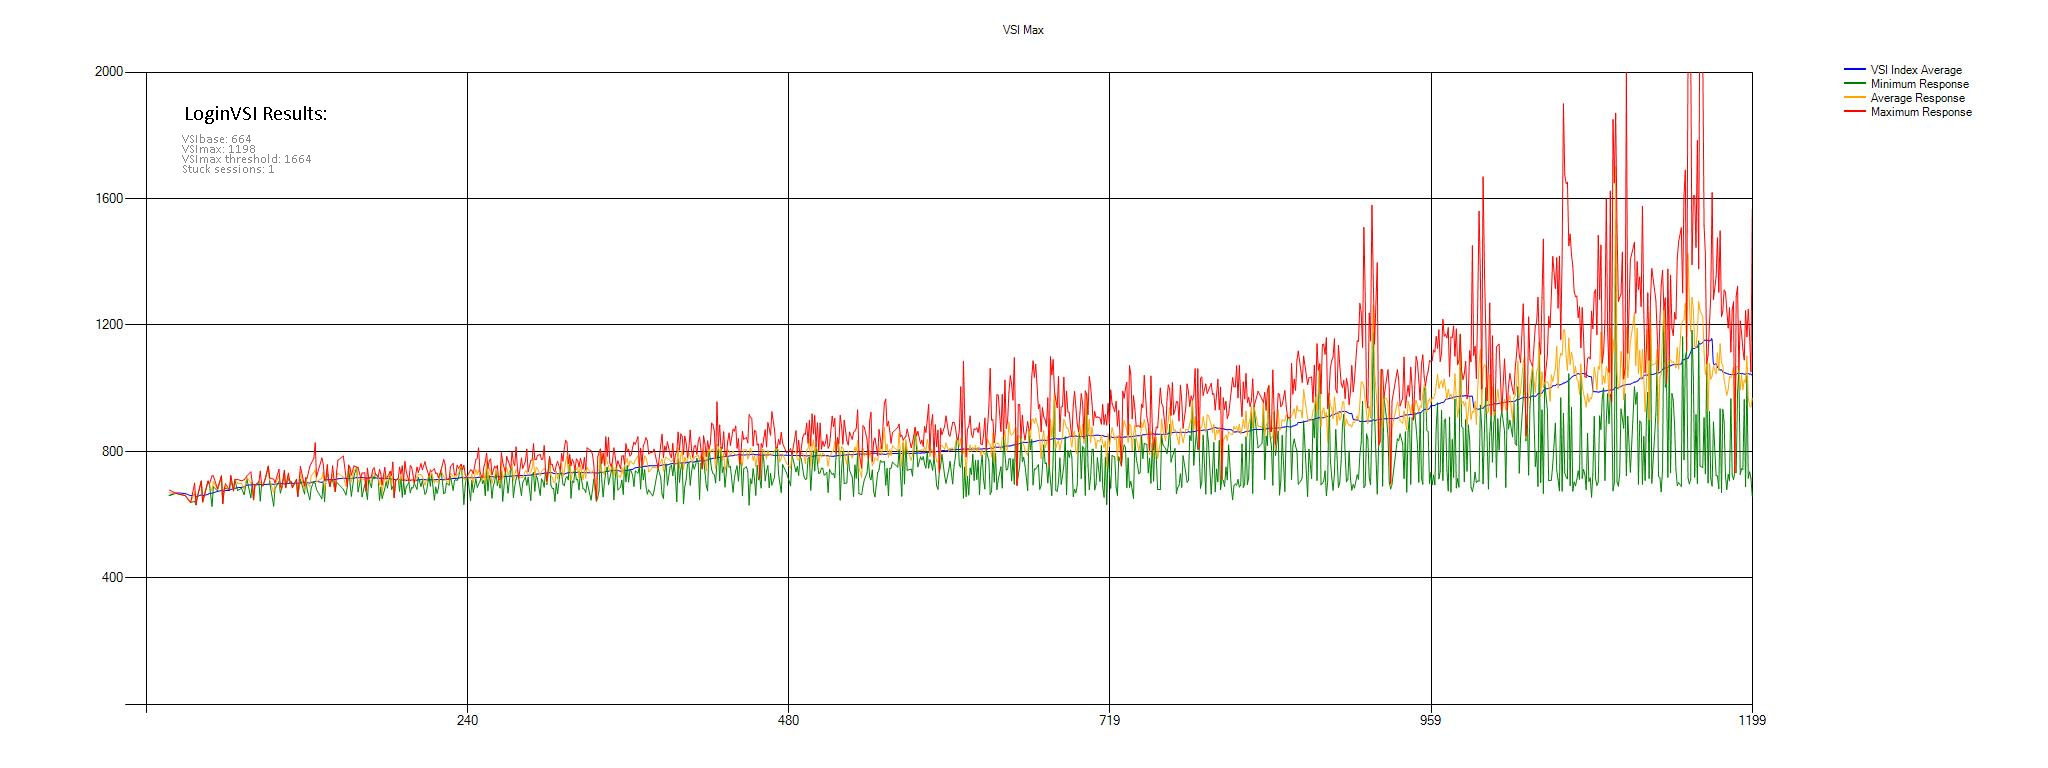 VSI Max
2000
1600
1200
800
400
240
480
719
959
1199
LoginVSI Results:
VSIbase: 664
VSImax: 1198
VSImax threshold: 1664
Stuck sessions: 1
VSI Index Average
Minimum Response
Average Response
Maximum Response